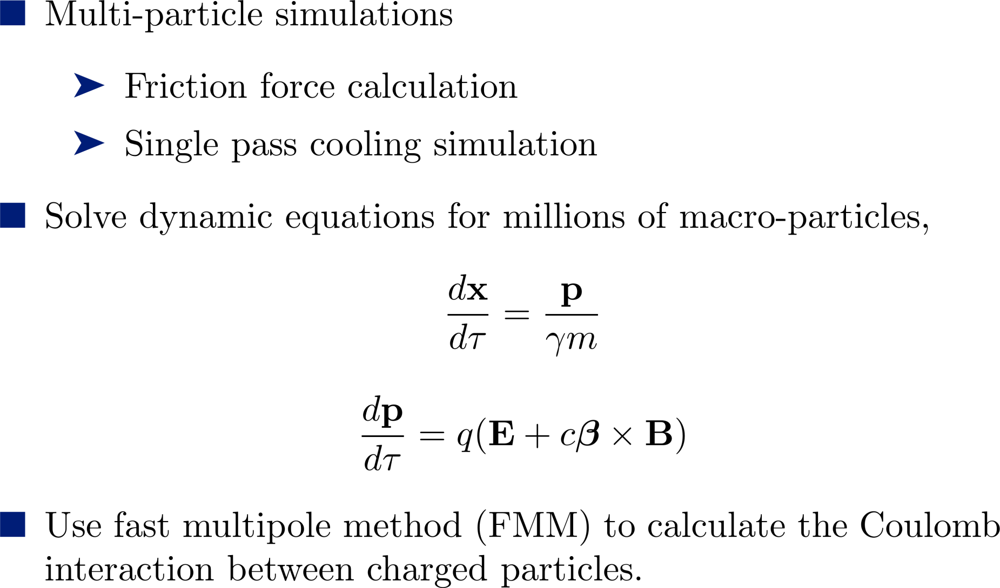 ■ Multi-particle simulations
➤ Friction force calculation
➤ Single pass cooling simulation
■ Solve dynamic equations for millions of macro-particles,
$$\frac{d\mathbf{x}}{d\tau} = \frac{\mathbf{p}}{\gamma m}$$
$$\frac{d\mathbf{p}}{d\tau} = q(\mathbf{E} + c\boldsymbol{\beta} \times \mathbf{B})$$
■ Use fast multipole method (FMM) to calculate the Coulomb
interaction between charged particles.